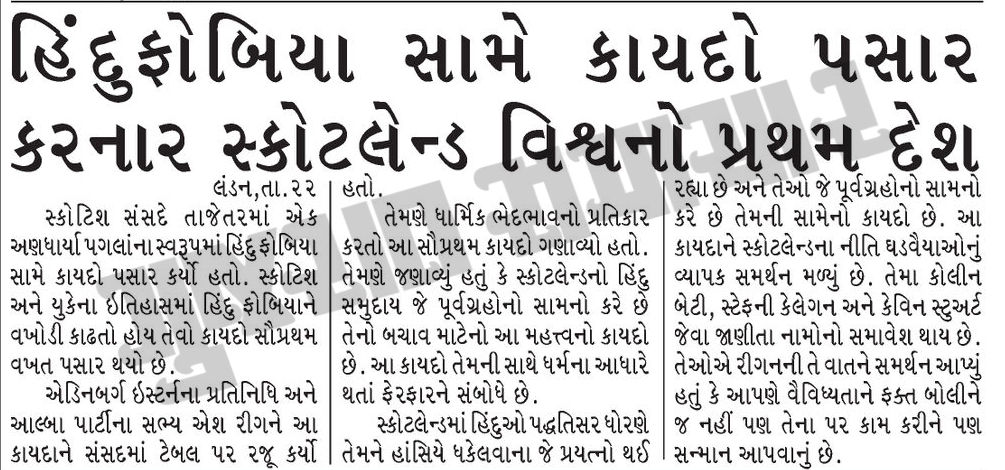 હિંદુફોબિયા સામે કાયદો પસાર
કરનાર સ્કોટલેન્ડ વિશ્વનો પ્રથમ દેશ
લંડન,તા.૨૨
સ્કોટિશ સંસદે તાજેતરમાં એક
અણધાર્યા પગલાંના સ્વરૂપમાં હિંદુ ફોબિયા
સામે કાયદો પસાર કર્યો હતો. સ્કોટિશ
અને યુકેના ઇતિહાસમાં હિંદુ ફોબિયાને
વખોડી કાઢતો હોય તેવો કાયદો સૌપ્રથમ
વખત પસાર થયો છે.
એડિનબર્ગ ઇસ્ટર્નના પ્રતિનિધિ અને
આલ્બા પાર્ટીના સભ્ય એશ રીગને આ
કાયદાને સંસદમાં ટેબલ પર રજૂ કર્યો
હતો.
તેમણે ધાર્મિક ભેદભાવનો પ્રતિકાર
કરતો આ સૌપ્રથમ કાયદો ગણાવ્યો હતો.
તેમણે જણાવ્યું હતું કે સ્કોટલેન્ડનો હિંદુ
સમુદાય જે પૂર્વગ્રહોનો સામનો કરે છે
તેનો બચાવ માટેનો આ મહત્ત્વનો કાયદો
છે. આ કાયદો તેમની સાથે ધર્મના આધારે
થતાં ફેરફારને સંબોધે છે.
સ્કોટલેન્ડમાં હિંદુઓ પદ્ધતિસર ધોરણે
તેમને હાંસિયે ધકેલવાના જે પ્રયત્નો થઈ
રહ્યા છે અને તેઓ જે પૂર્વગ્રહોનો સામનો
કરે છે તેમની સામેનો કાયદો છે. આ
કાયદાને સ્કોટલેન્ડના નીતિ ઘડવૈયાઓનું
વ્યાપક સમર્થન મળ્યું છે. તેમા કોલીન
બેટી, સ્ટેફની કેલેગન અને કેવિન સ્ટુઅર્ટ
જેવા જાણીતા નામોનો સમાવેશ થાય છે.
તેઓએ રીગનની તે વાતને સમર્થન આપ્યું
હતું કે આપણે વૈવિધ્યતાને ફક્ત બોલીને
જ નહીં પણ તેના પર કામ કરીને પણ
સન્માન આપવાનું છે.
ગુજરાત સમાચાર